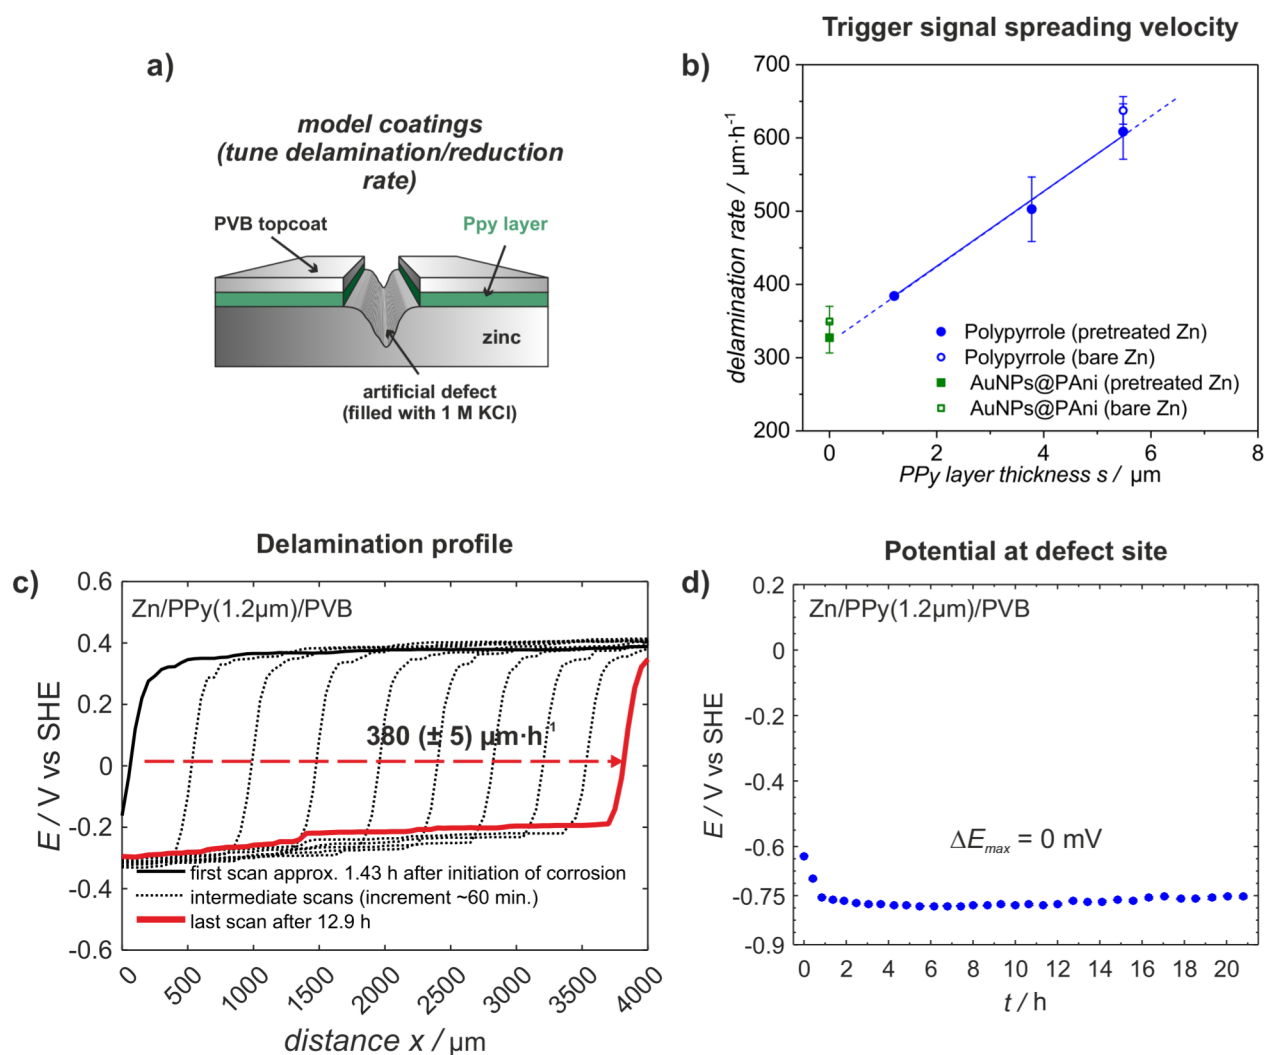 a)
model coatings
(tune delamination/reduction
rate)
PVB topcoat
Ppy layer
zinc
artificial defect
(filled with 1 M KCl)
Trigger signal spreading velocity
b)
delamination rate / µm·h⁻¹
700
600
500
400
300
200
Polypyrrole (pretreated Zn)
Polypyrrole (bare Zn)
AuNPs@PAni (pretreated Zn)
AuNPs@PAni (bare Zn)
0 2 4 6 8
PPy layer thickness s / µm
Delamination profile
c)
E / V vs SHE
0.6
0.4
0.2
0
-0.2
-0.4
-0.6
Zn/PPy(1.2µm)/PVB
380 (± 5) µm·h⁻¹
first scan approx. 1.43 h after initiation of corrosion
intermediate scans (increment ~60 min.)
last scan after 12.9 h
0 500 1000 1500 2000 2500 3000 3500 4000
distance x / µm
Potential at defect site
d)
E / V vs SHE
0.2
0
-0.2
-0.4
-0.6
-0.75
-0.9
Zn/PPy(1.2µm)/PVB
ΔEmax = 0 mV
0 2 4 6 8 10 12 14 16 18 20
t / h